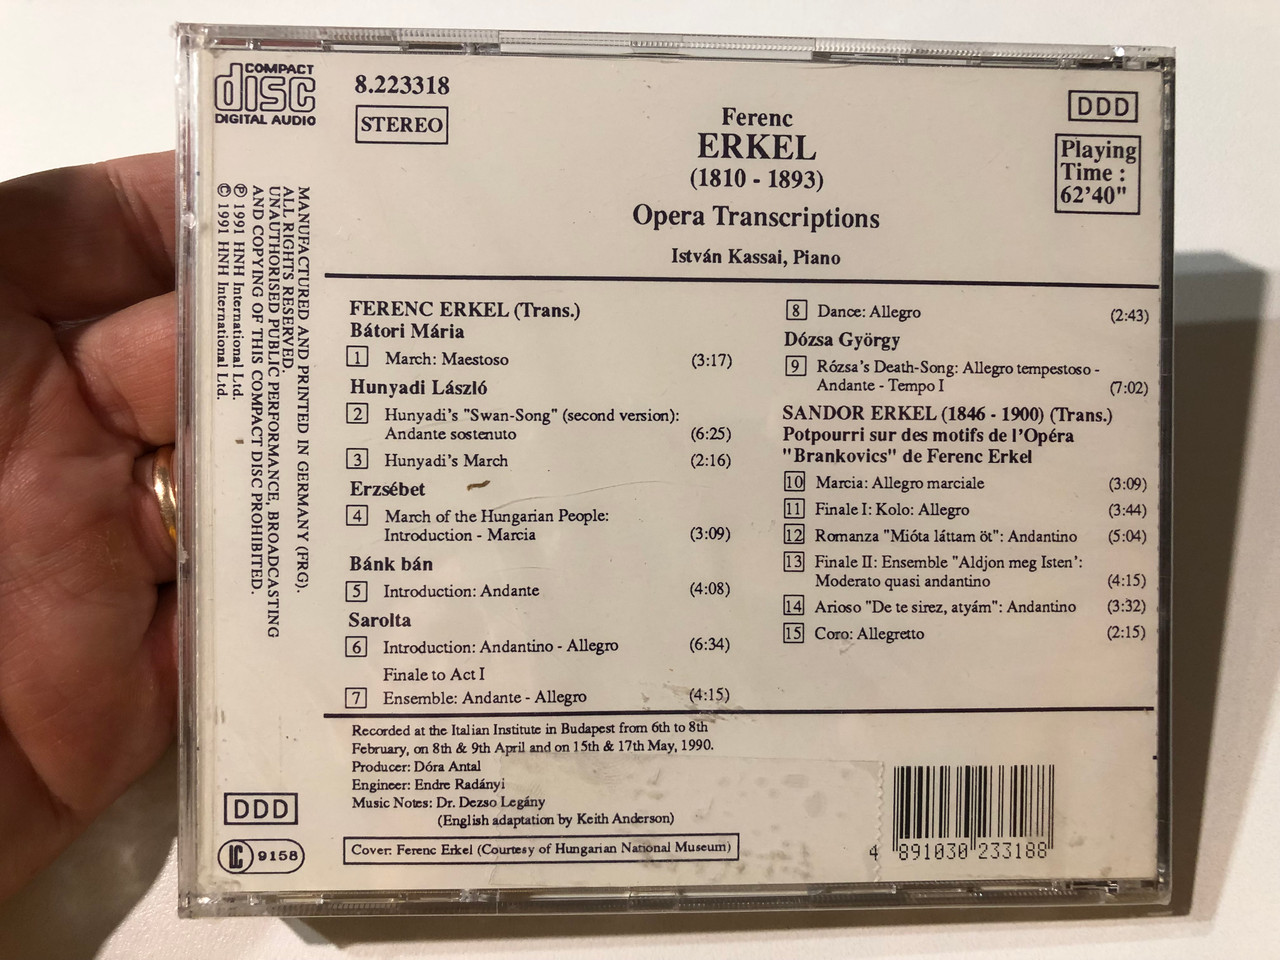 COMPACT
disc
DIGITAL AUDIO
8.223318
STEREO
Ferenc
ERKEL
(1810 - 1893)
Opera Transcriptions
István Kassai, Piano
DDD
Playing
Time :
62'40"
MANUFACTURED AND PRINTED IN GERMANY (FRG).
ALL RIGHTS RESERVED.
UNAUTHORISED PUBLIC PERFORMANCE, BROADCASTING
AND COPYING OF THIS COMPACT DISC PROHIBITED.
℗ 1991 HNH International Ltd.
© 1991 HNH International Ltd.
FERENC ERKEL (Trans.)
Bátori Mária
1 March: Maestoso (3:17)
Hunyadi László
2 Hunyadi's "Swan-Song" (second version):
Andante sostenuto (6:25)
3 Hunyadi's March (2:16)
Erzsébet
4 March of the Hungarian People:
Introduction - Marcia (3:09)
Bánk bán
5 Introduction: Andante (4:08)
Sarolta
6 Introduction: Andantino - Allegro (6:34)
Finale to Act I
7 Ensemble: Andante - Allegro (4:15)
8 Dance: Allegro (2:43)
Dózsa György
9 Rózsa's Death-Song: Allegro tempestoso -
Andante - Tempo I (7:02)
SANDOR ERKEL (1846 - 1900) (Trans.)
Potpourri sur des motifs de l'Opéra
"Brankovics" de Ferenc Erkel
10 Marcia: Allegro marciale (3:09)
11 Finale I: Kolo: Allegro (3:44)
12 Romanza "Mióta láttam öt": Andantino (5:04)
13 Finale II: Ensemble "Aldjon meg Isten':
Moderato quasi andantino (4:15)
14 Arioso "De te sirez, atyám": Andantino (3:32)
15 Coro: Allegretto (2:15)
Recorded at the Italian Institute in Budapest from 6th to 8th
February, on 8th & 9th April and on 15th & 17th May, 1990.
Producer: Dóra Antal
Engineer: Endre Radányi
Music Notes: Dr. Dezso Legány
(English adaptation by Keith Anderson)
Cover: Ferenc Erkel (Courtesy of Hungarian National Museum)
DDD
LC 9158
4 891030 233188